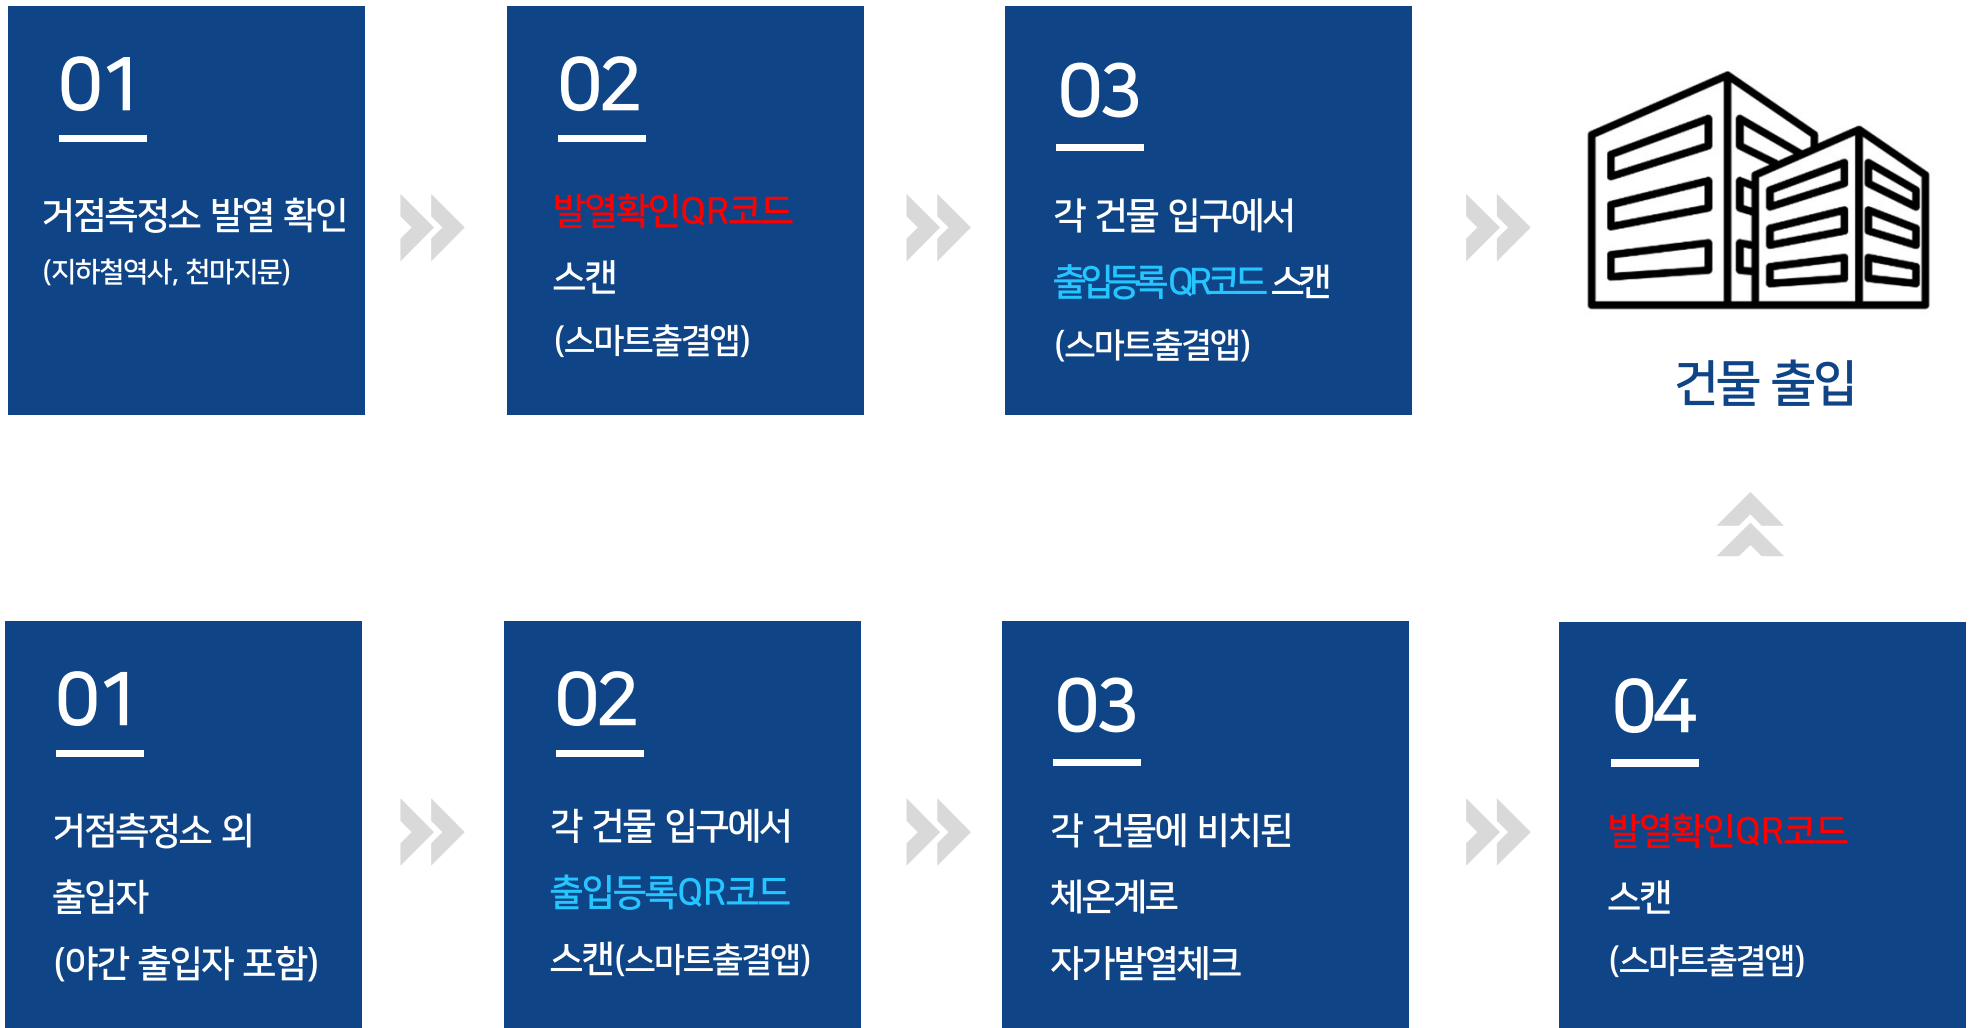 01
거점측정소 발열 확인
(지하철역사, 천마지문)
02
발열확인QR코드
스캔
(스마트출결앱)
03
각 건물 입구에서
출입등록QR코드 스캔
(스마트출결앱)
건물 출입
01
거점측정소 외
출입자
(야간 출입자 포함)
02
각 건물 입구에서
출입등록QR코드
스캔(스마트출결앱)
03
각 건물에 비치된
체온계로
자가발열체크
04
발열확인QR코드
스캔
(스마트출결앱)